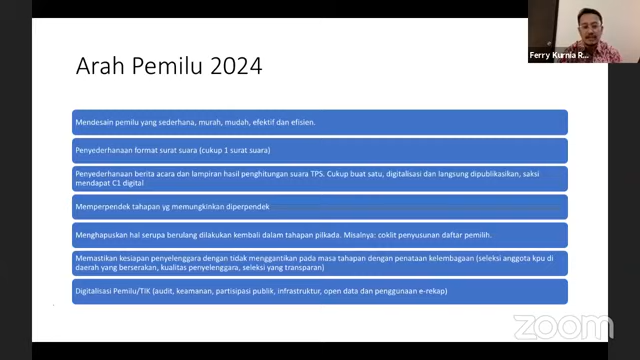 Ferry Kurnia R...
Arah Pemilu 2024
Mendesain pemilu yang sederhana, murah, mudah, efektif dan efisien.
Penyederhanaan format surat suara (cukup 1 surat suara)
Penyederhanaan berita acara dan lampiran hasil penghitungan suara TPS. Cukup buat satu, digitalisasi dan langsung dipublikasikan, saksi
mendapat C1 digital
Memperpendek tahapan yg memungkinkan diperpendek
Menghapuskan hal serupa berulang dilakukan kembali dalam tahapan pilkada. Misalnya: coklit penyusunan daftar pemilih.
Memastikan kesiapan penyelenggara dengan tidak menggantikan pada masa tahapan dengan penataan kelembagaan (seleksi anggota kpu di
daerah yang berserakan, kualitas penyelenggara, seleksi yang transparan)
Digitalisasi Pemilu/TIK (audit, keamanan, partisipasi publik, infrastruktur, open data dan penggunaan e-rekap)
zoom